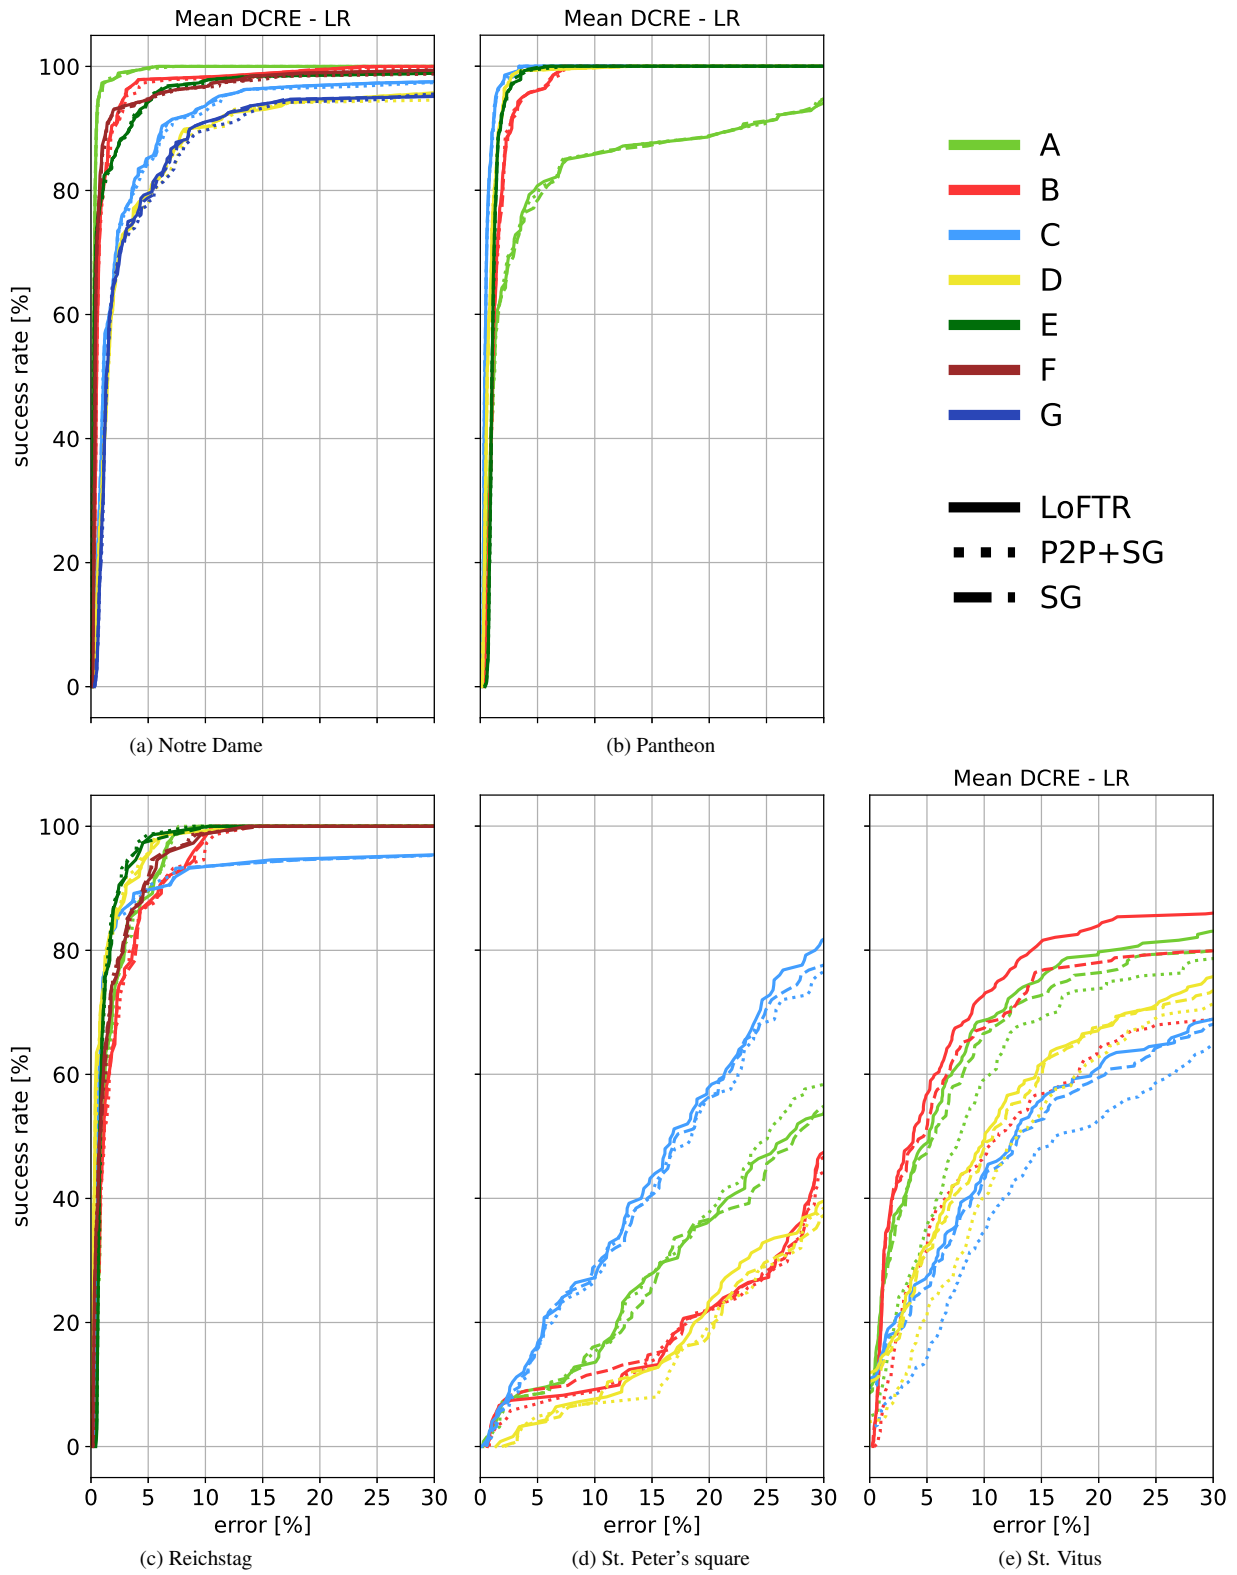 Mean DCRE - LR
Mean DCRE - LR
100
80
60
40
20
0
success rate [%]
A
B
C
D
E
F
G
LoFTR
P2P+SG
SG
(a) Notre Dame
(b) Pantheon
Mean DCRE - LR
100
80
60
40
20
0
success rate [%]
0 5 10 15 20 25 30
0 5 10 15 20 25 30
0 5 10 15 20 25 30
error [%]
error [%]
error [%]
(c) Reichstag
(d) St. Peter's square
(e) St. Vitus